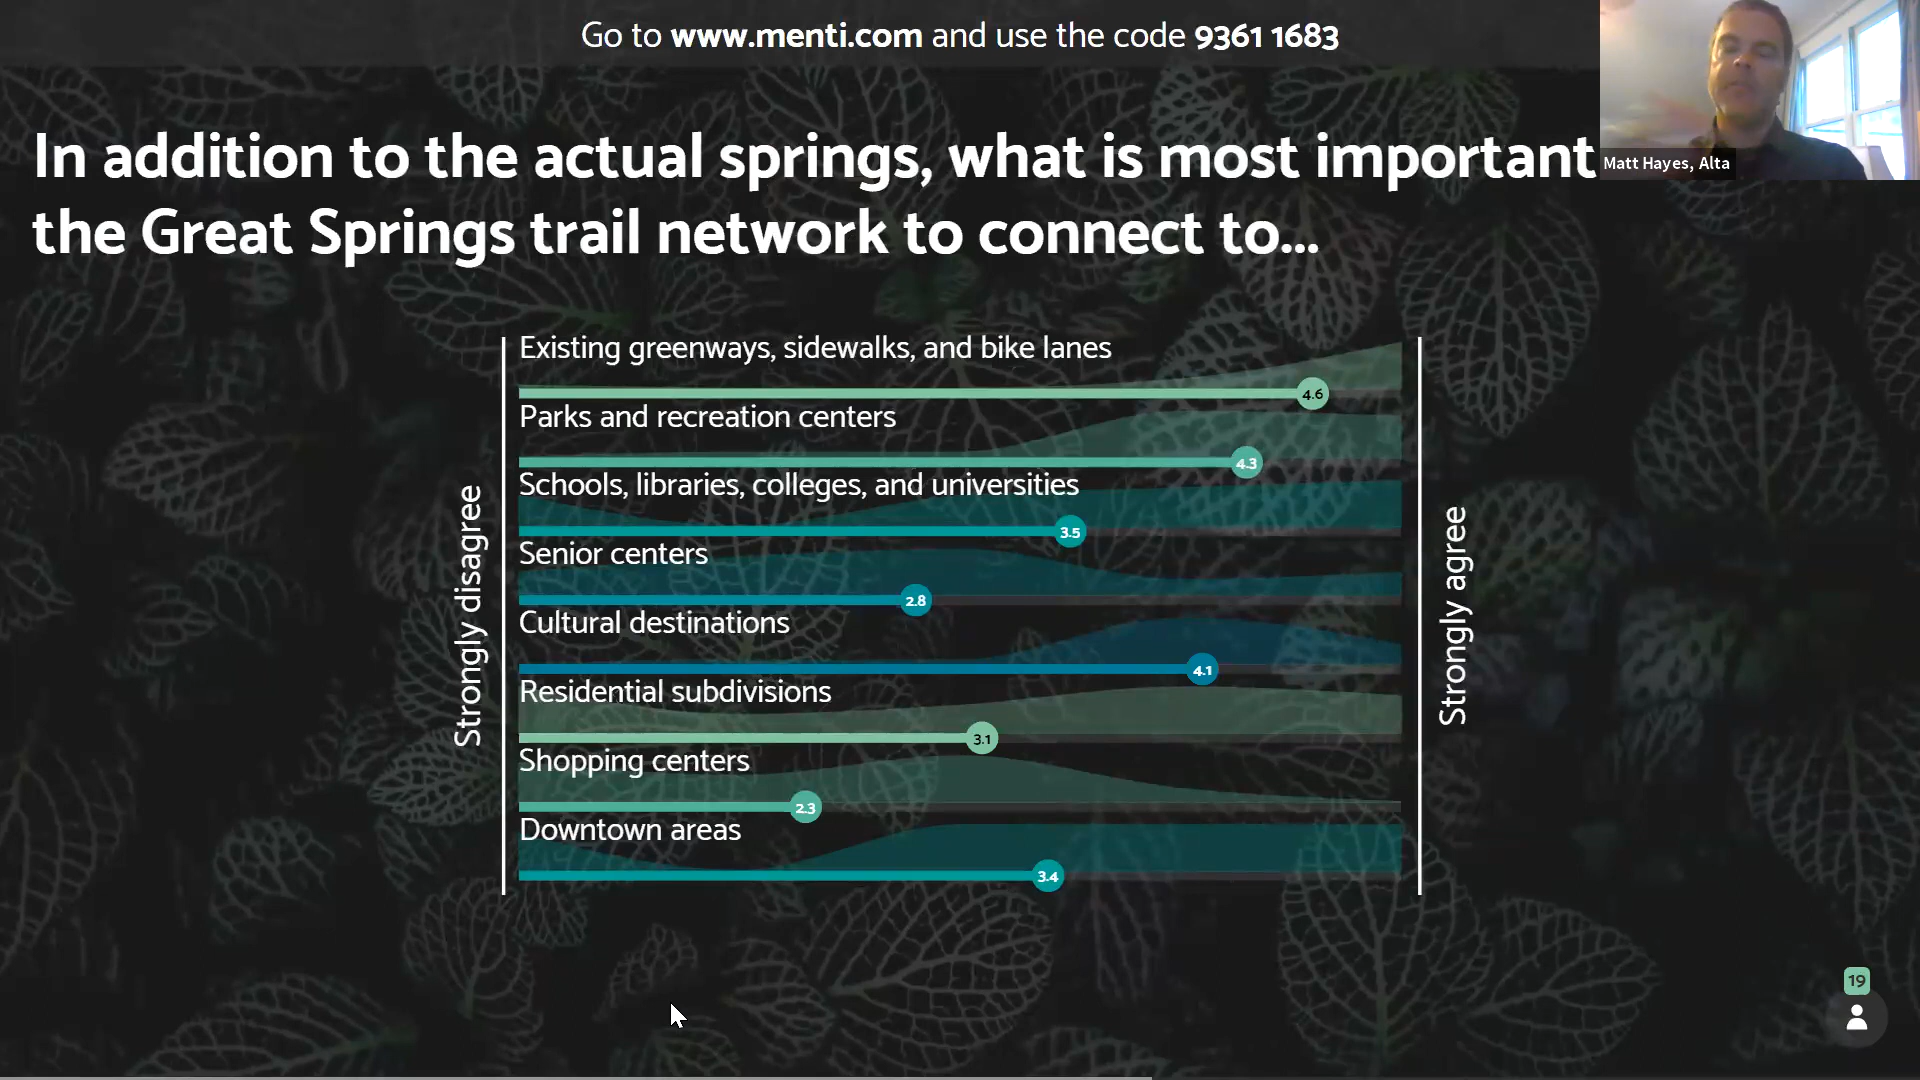 Go to www.menti.com and use the code 9361 1683
In addition to the actual springs, what is most important
the Great Springs trail network to connect to...
Matt Hayes, Alta
Strongly disagree
Existing greenways, sidewalks, and bike lanes
4.6
Parks and recreation centers
4.3
Schools, libraries, colleges, and universities
3.5
Senior centers
2.8
Cultural destinations
4.1
Residential subdivisions
3.1
Shopping centers
2.3
Downtown areas
3.4
Strongly agree
19